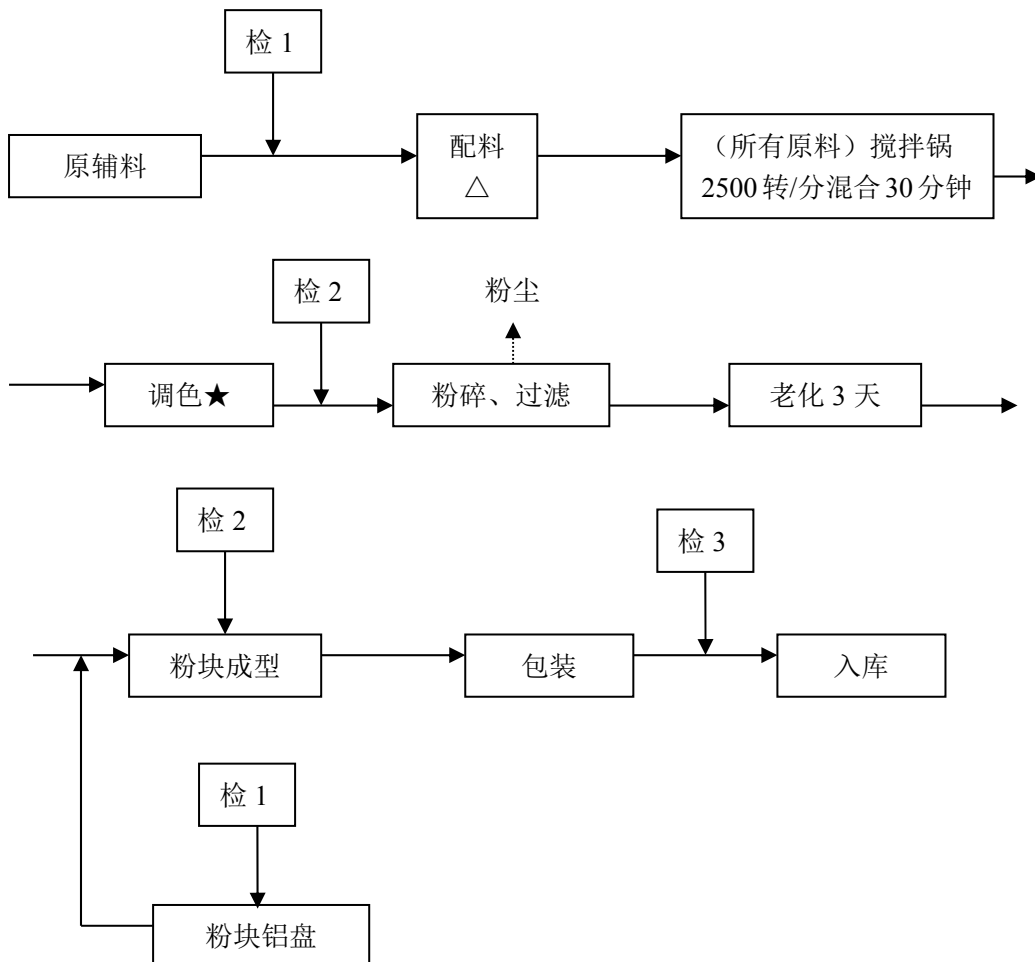 检 1
原辅料
配料
△
（所有原料）搅拌锅
2500 转/分混合 30 分钟
检 2
粉尘
调色★
粉碎、过滤
老化 3 天
检 2
检 3
粉块成型
包装
入库
检 1
粉块铝盘